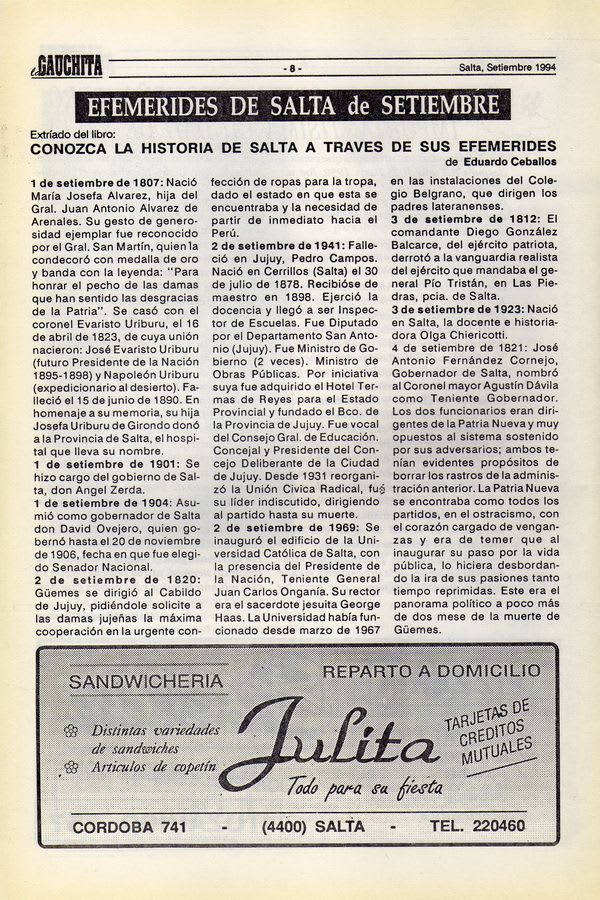 La GAUCHITA
- 8 -
Salta, Setiembre 1994
EFEMERIDES DE SALTA de SETIEMBRE
Extríado del libro:
CONOZCA LA HISTORIA DE SALTA A TRAVES DE SUS EFEMERIDES
de Eduardo Ceballos
1 de setiembre de 1807: Nació
María Josefa Alvarez, hija del
Gral. Juan Antonio Alvarez de
Arenales. Su gesto de genero-
sidad ejemplar fue reconocido
por el Gral. San Martín, quien la
condecoró con medalla de oro
y banda con la leyenda: "Para
honrar el pecho de las damas
que han sentido las desgracias
de la Patria". Se casó con el
coronel Evaristo Uriburu, el 16
de abril de 1823, de cuya unión
nacieron: José Evaristo Uriburu
(futuro Presidente de la Nación
1895-1898) y Napoleón Uriburu
(expedicionario al desierto). Fa-
lleció el 15 de junio de 1890. En
homenaje a su memoria, su hija
Josefa Uriburu de Girondo donó
a la Provincia de Salta, el hospi-
tal que lleva su nombre.
1 de setiembre de 1901: Se
hizo cargo del gobierno de Sal-
ta, don Angel Zerda.
1 de setiembre de 1904: Asu-
mió como gobernador de Salta
don David Ovejero, quien go-
bernó hasta el 20 de noviembre
de 1906, fecha en que fue elegi-
do Senador Nacional.
2 de setiembre de 1820:
Güemes se dirigió al Cabildo
de Jujuy, pidiéndole solicite a
las damas jujeñas la máxima
cooperación en la urgente con-
fección de ropas para la tropa,
dado el estado en que esta se
encuentraba y la necesidad de
partir de inmediato hacia el
Perú.
2 de setiembre de 1941: Falle-
ció en Jujuy, Pedro Campos.
Nació en Cerrillos (Salta) el 30
de julio de 1878. Recibióse de
maestro en 1898. Ejerció la
docencia y llegó a ser Inspec-
tor de Escuelas. Fue Diputado
por el Departamento San Anto-
nio (Jujuy). Fue Ministro de Go-
bierno (2 veces). Ministro de
Obras Públicas. Por iniciativa
suya fue adquirido el Hotel Ter-
mas de Reyes para el Estado
Provincial y fundado el Bco. de
la Provincia de Jujuy. Fue vocal
del Consejo Gral. de Educación.
Concejal y Presidente del Con-
cejo Deliberante de la Ciudad
de Jujuy. Desde 1931 reorgani-
zó la Unión Civica Radical, fué
su líder indiscutido, dirigiendo
al partido hasta su muerte.
2 de setiembre de 1969: Se
inauguró el edificio de la Uni-
versidad Católica de Salta, con
la presencia del Presidente de
la Nación, Teniente General
Juan Carlos Onganía. Su rector
era el sacerdote jesuita George
Haas. La Universidad había fun-
cionado desde marzo de 1967
en las instalaciones del Cole-
gio Belgrano, que dirigen los
padres lateranenses.
3 de setiembre de 1812: El
comandante Diego González
Balcarce, del ejército patriota,
derrotó a la vanguardia realista
del ejército que mandaba el ge-
neral Pío Tristán, en Las Pie-
dras, pcia. de Salta.
3 de setiembre de 1923: Nació
en Salta, la docente e historia-
dora Olga Chiericotti.
4 de setiembre de 1821: José
Antonio Fernández Cornejo,
Gobernador de Salta, nombró
al Coronel mayor Agustín Dávila
como Teniente Gobernador.
Los dos funcionarios eran diri-
gentes de la Patria Nueva y muy
opuestos al sistema sostenido
por sus adversarios; ambos te-
nían evidentes propósitos de
borrar los rastros de la adminis-
tración anterior. La Patria Nueva
se encontraba como todos los
partidos, en el ostracismo, con
el corazón cargado de vengan-
zas y era de temer que al
inaugurar su paso por la vida
pública, lo hiciera desbordan-
do la ira de sus pasiones tanto
tiempo reprimidas. Este era el
panorama político a poco más
de dos mese de la muerte de
Güemes.
SANDWICHERIA
REPARTO A DOMICILIO
Distintas variedades
de sandwiches
Articulos de copetín
Julita
Todo para su fiesta
TARJETAS DE
CREDITOS
MUTUALES
CORDOBA 741 - (4400) SALTA - TEL. 220460